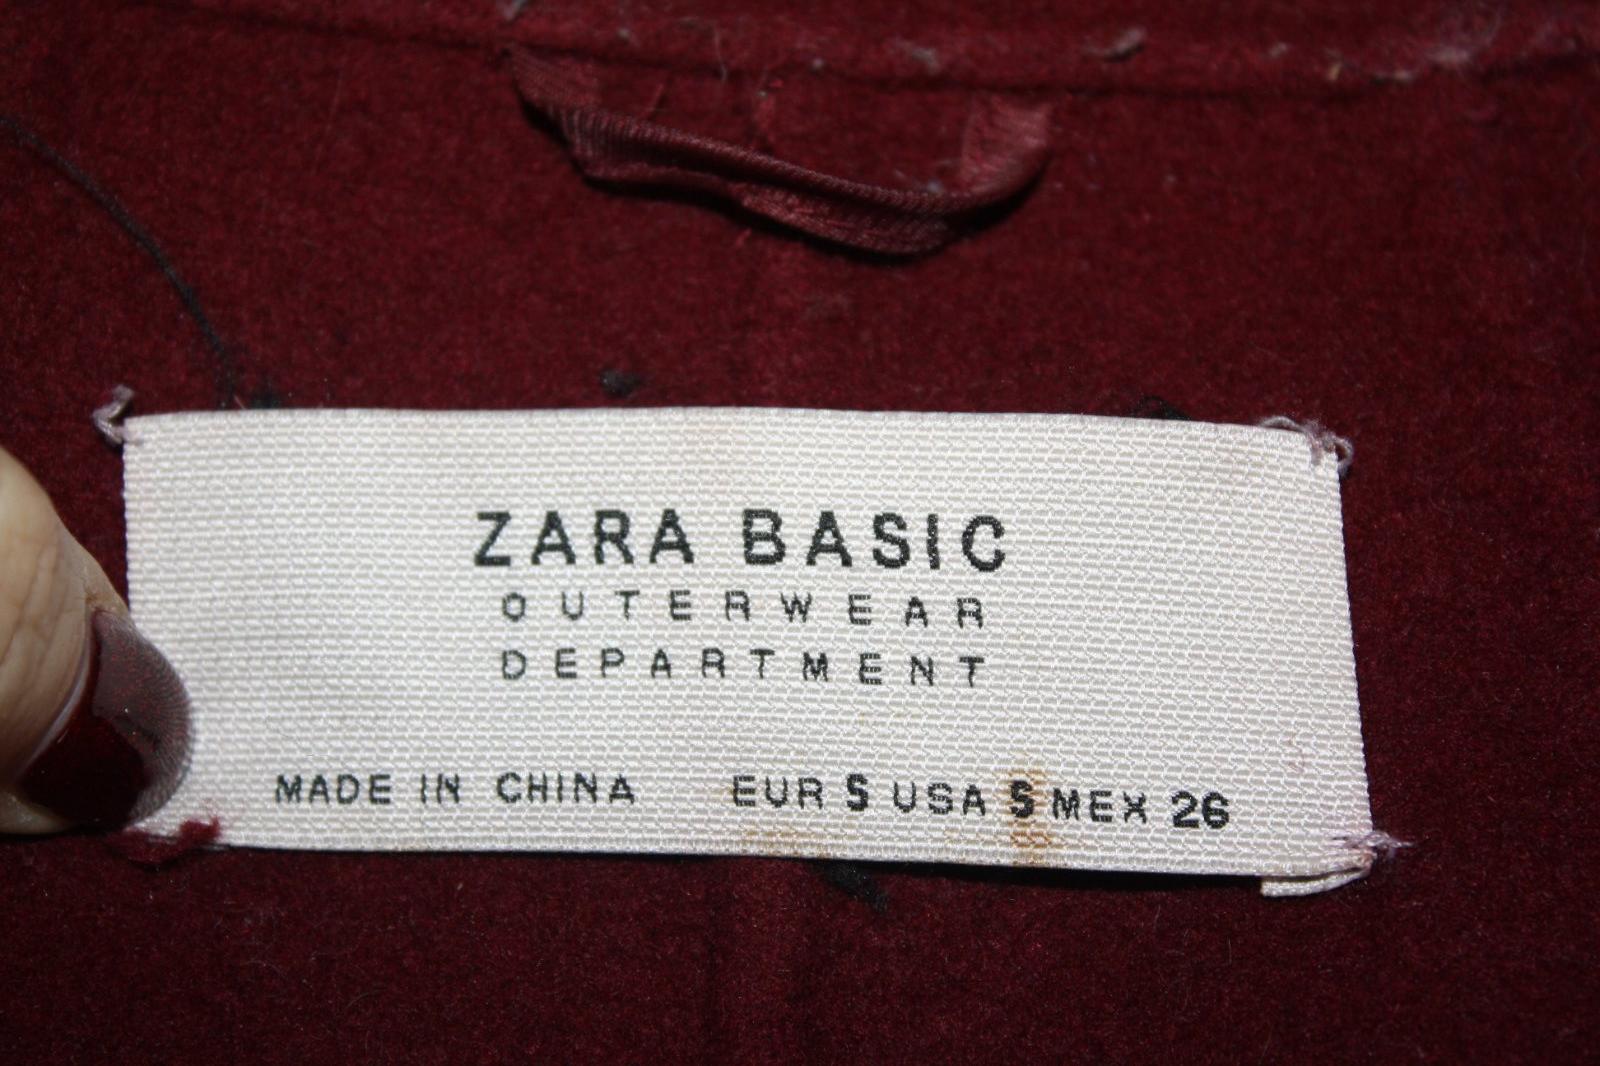 ZARA BASIC
OUTERWEAR
DEPARTMENT
MADE IN CHINA EUR S USA S MEX 26